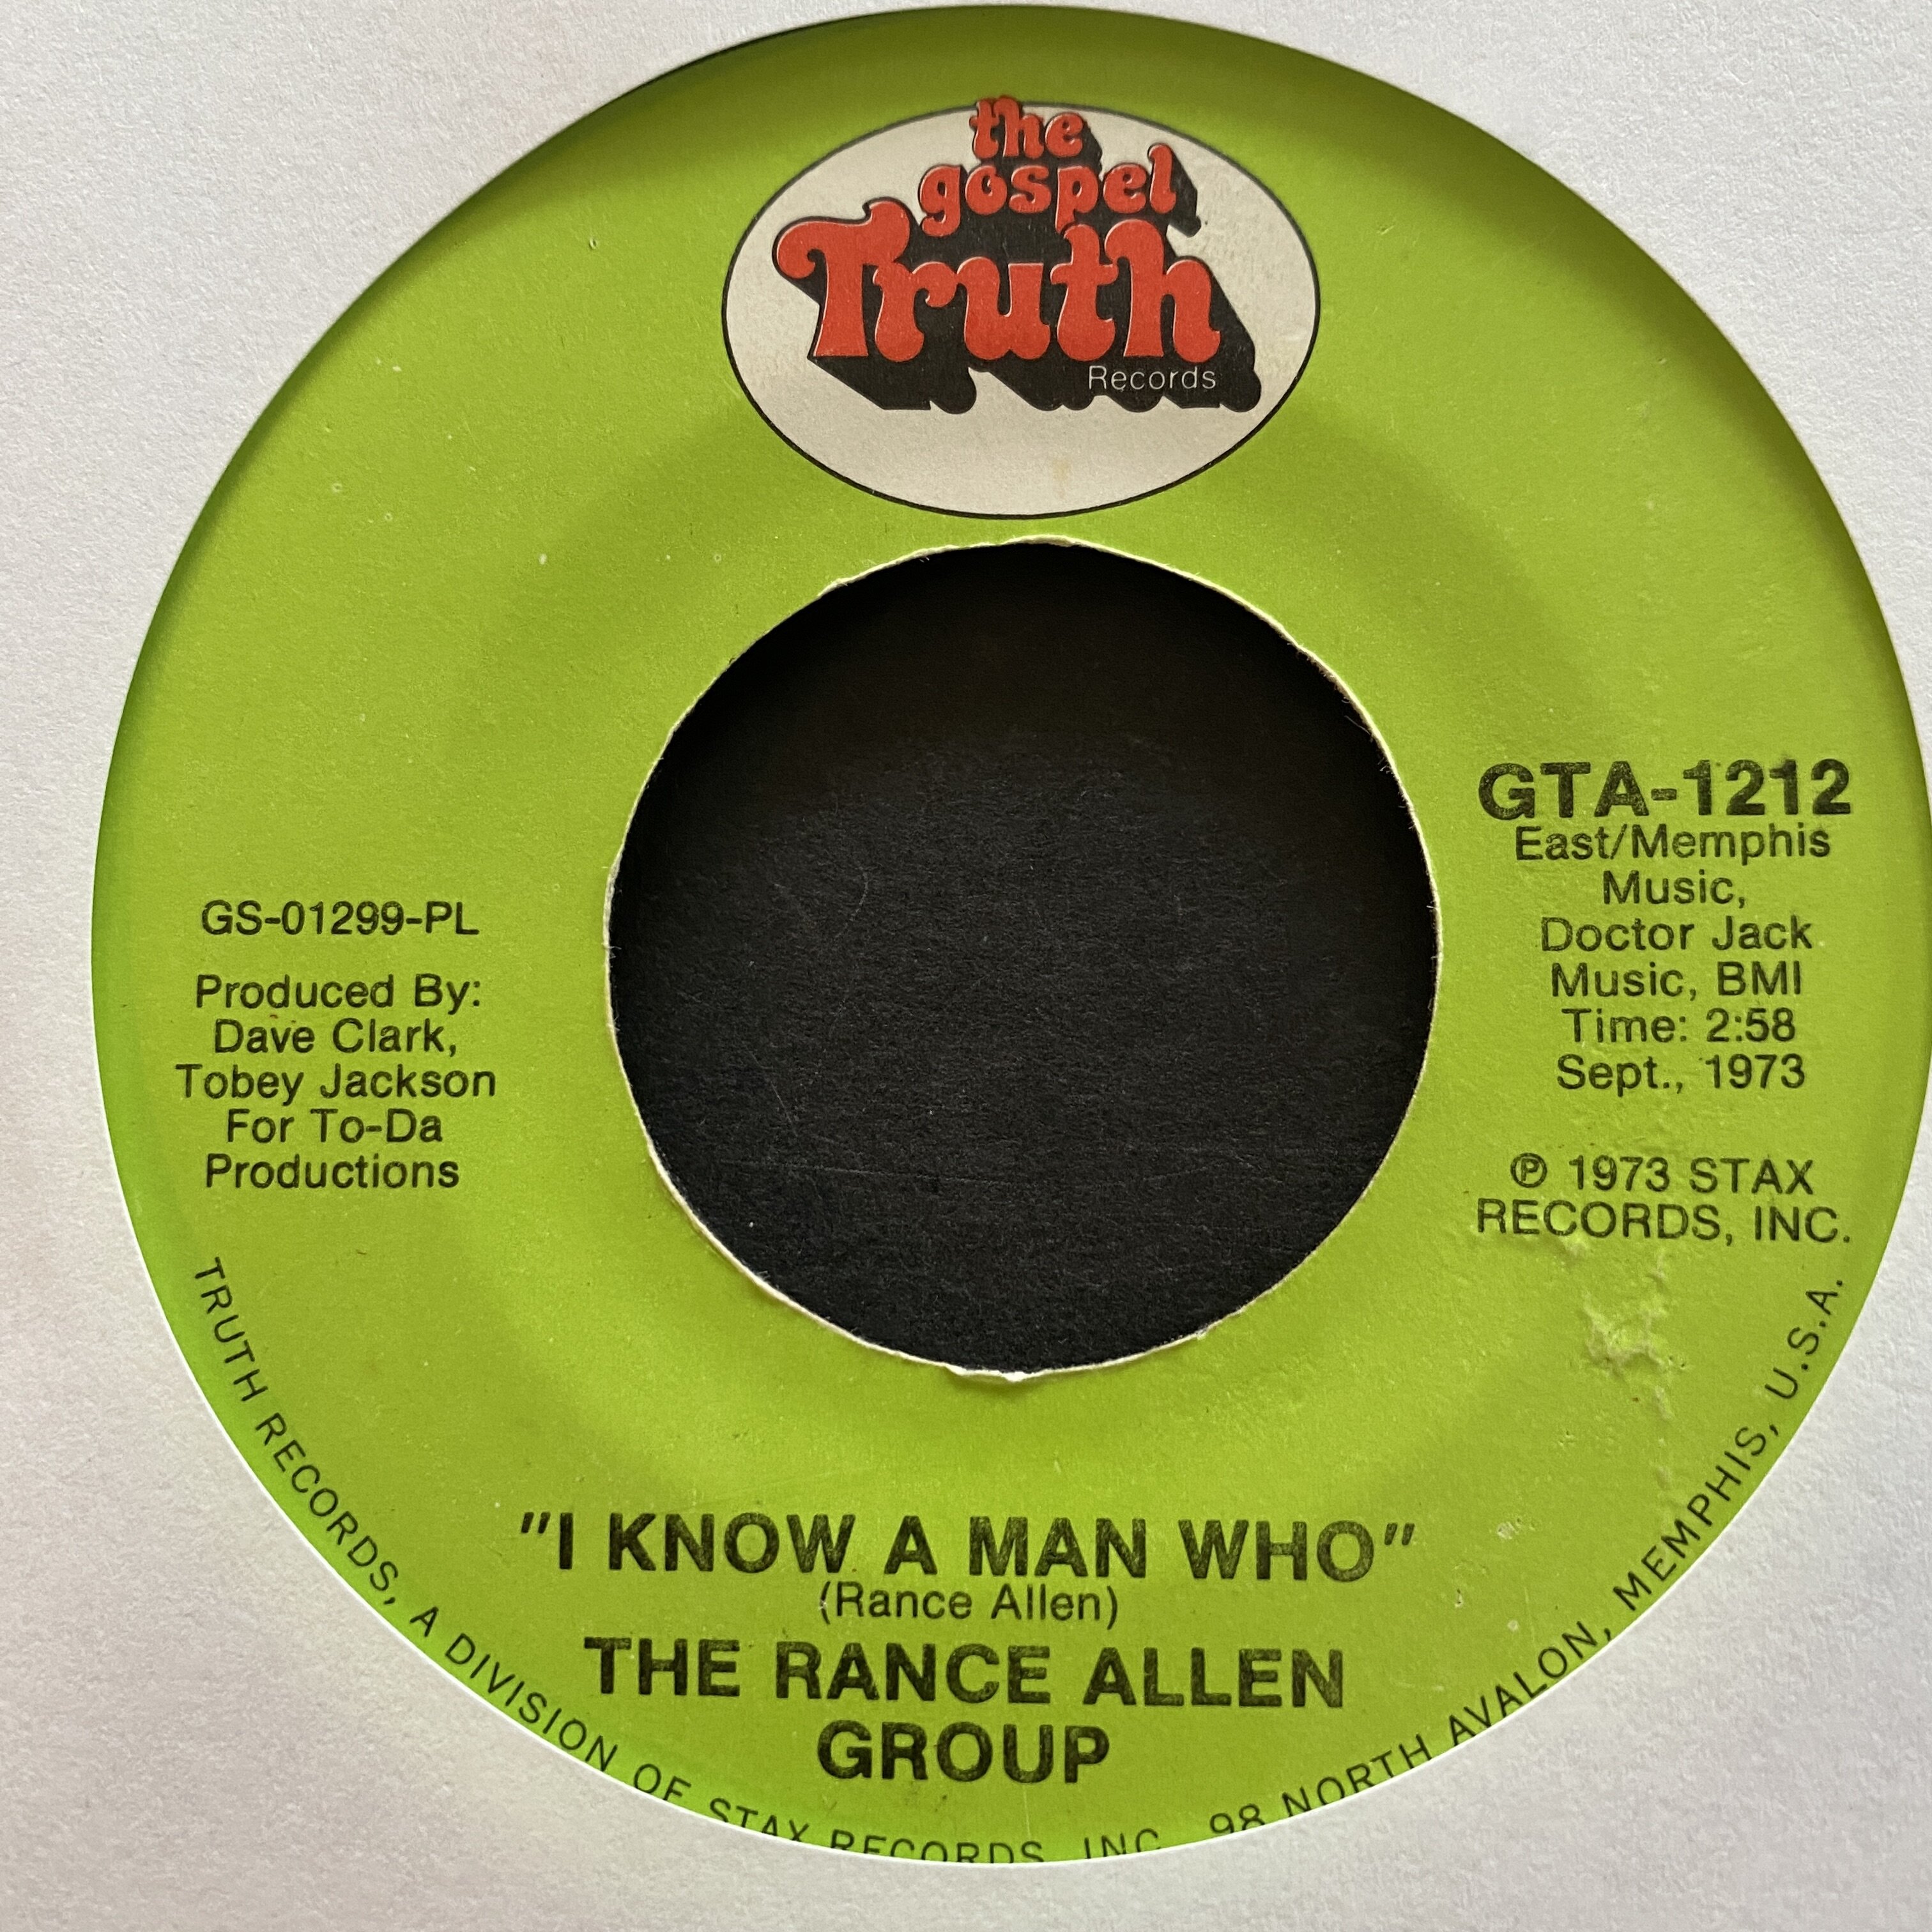 the
gospel
Truth
Records
GS-01299-PL
Produced By:
Dave Clark,
Tobey Jackson
For To-Da
Productions
GTA-1212
East/Memphis
Music,
Doctor Jack
Music, BMI
Time: 2:58
Sept., 1973
℗ 1973 STAX
RECORDS, INC.
"I KNOW A MAN WHO"
(Rance Allen)
THE RANCE ALLEN
GROUP
TRUTH RECORDS, A DIVISION OF STAX RECORDS, INC., 98 NORTH AVALON, MEMPHIS, U.S.A.